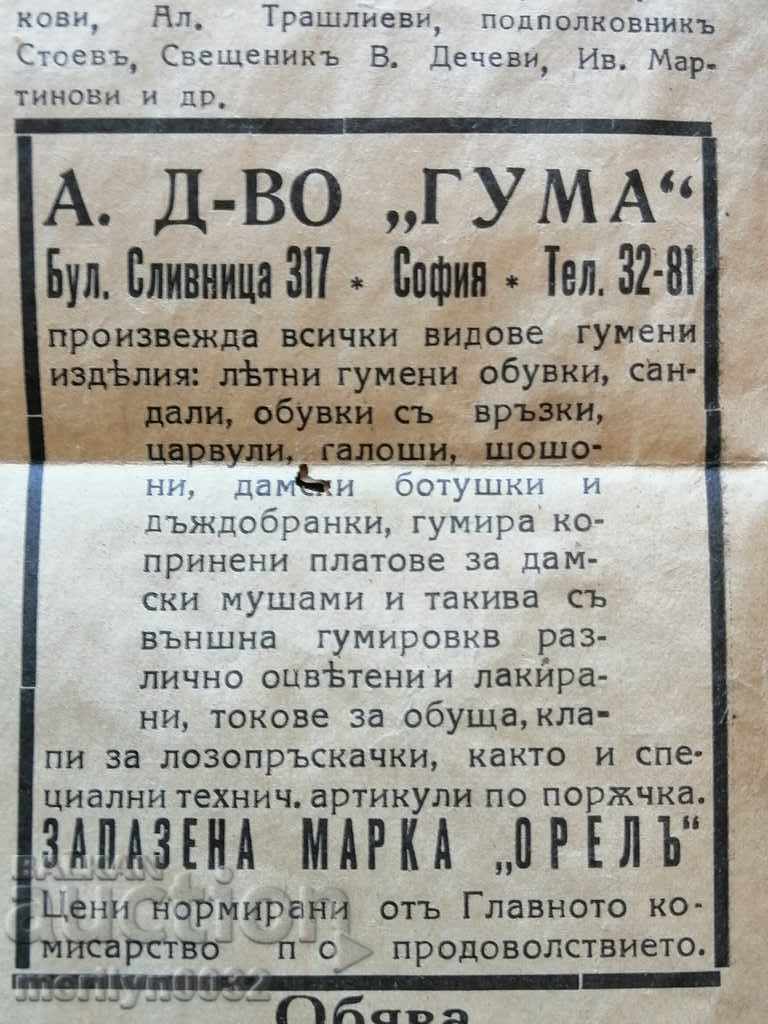 кови, Ал. Трашлиеви, подполковникъ
Стоевъ, Свещеникъ В. Дечеви, Ив. Мар-
тинови и др.
А. Д-ВО „ГУМА“
Бул. Сливница 317 * София * Тел. 32-81
произвежда всички видове гумени
издѣлия: лѣтни гумени обувки, сан-
дали, обувки съ връзки,
царвули, галоши, шошо-
ни, дамски ботушки и
дъждобранки, гумира ко-
принени платове за дам-
ски мушами и такива съ
външна гумировкв раз-
лично оцвѣтени и лакира-
ни, токове за обуща, кла-
пи за лозопръскачки, както и спе-
циални технич. артикули по порѫчка.
ЗАПАЗЕНА МАРКА „ОРЕЛЪ“
Цени нормирани отъ Главното ко-
мисарство по продоволствието.
Обява
BALKAN
auction
merilyn0032